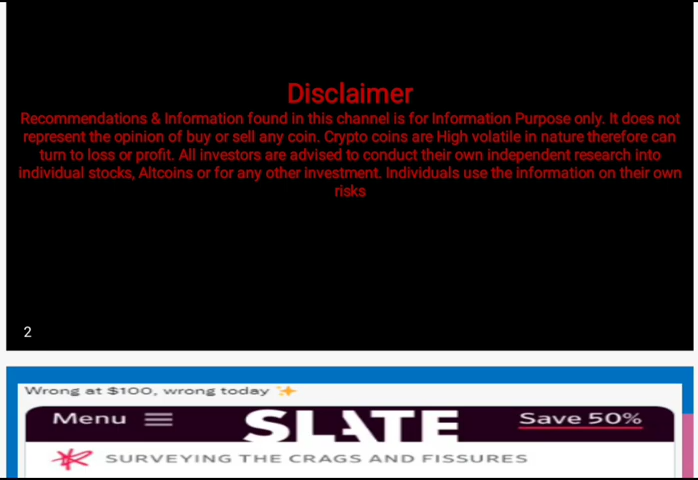 Disclaimer
Recommendations & Information found in this channel is for Information Purpose only. It does not
represent the opinion of buy or sell any coin. Crypto coins are High volatile in nature therefore can
turn to loss or profit. All investors are advised to conduct their own independent research into
individual stocks, Altcoins or for any other investment. Individuals use the information on their own
risks
2
Wrong at $100, wrong today ✨
Menu SLATE Save 50%
SURVEYING THE CRAGS AND FISSURES